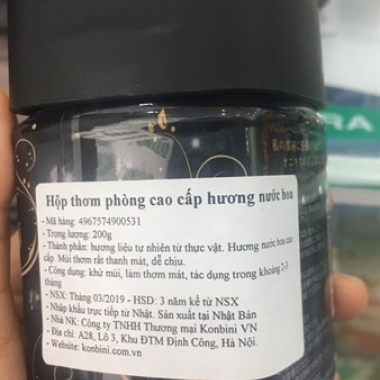 RA
Hộp thơm phòng cao cấp hương nước hoa
- Mã hàng: 4967574900531
- Trọng lượng: 200g
- Thành phần: hương liệu tự nhiên từ thực vật. Hương nước hoa cao
cấp. Mùi thơm rất thanh mát, dễ chịu.
- Công dụng: khử mùi, làm thơm mát, tác dụng trong khoảng 2-3
tháng
- NSX: Tháng 03/2019 - HSD: 3 năm kể từ NSX
- Nhập khẩu trực tiếp từ Nhật. Sản xuất tại Nhật Bản
- Nhà NK: Công ty TNHH Thương mại Konbini VN
- Địa chỉ: A28, Lô 3, Khu ĐTM Định Công, Hà Nội.
- Website: konbini.com.vn